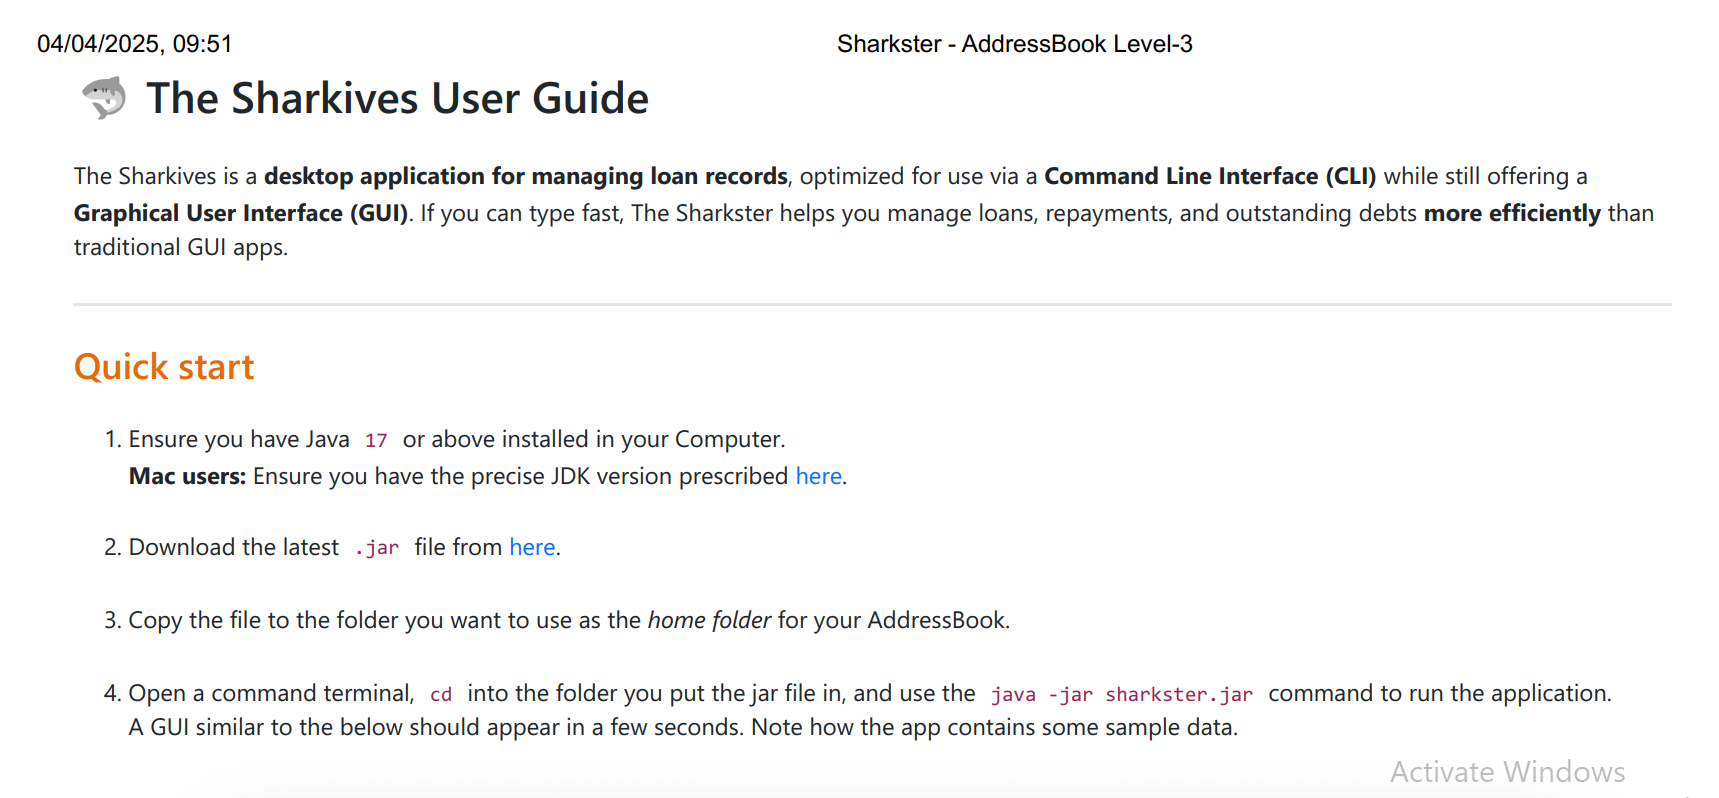 04/04/2025, 09:51
Sharkster - AddressBook Level-3
The Sharkives User Guide
The Sharkives is a desktop application for managing loan records, optimized for use via a Command Line Interface (CLI) while still offering a
Graphical User Interface (GUI). If you can type fast, The Sharkster helps you manage loans, repayments, and outstanding debts more efficiently than
traditional GUI apps.
Quick start
1. Ensure you have Java 17 or above installed in your Computer.
Mac users: Ensure you have the precise JDK version prescribed here.
2. Download the latest .jar file from here.
3. Copy the file to the folder you want to use as the home folder for your AddressBook.
4. Open a command terminal, cd into the folder you put the jar file in, and use the java -jar sharkster.jar command to run the application.
A GUI similar to the below should appear in a few seconds. Note how the app contains some sample data.
Activate Windows